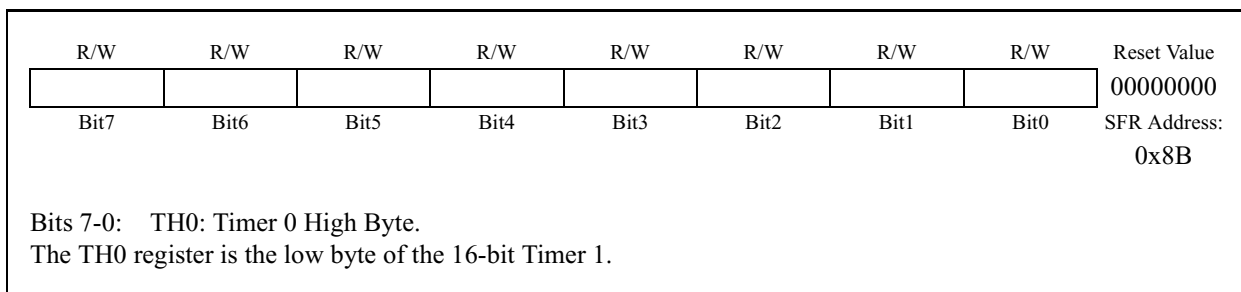 R/W R/W R/W R/W R/W R/W R/W R/W Reset Value
00000000
Bit7 Bit6 Bit5 Bit4 Bit3 Bit2 Bit1 Bit0 SFR Address:
0x8B
Bits 7-0: TH0: Timer 0 High Byte.
The TH0 register is the low byte of the 16-bit Timer 1.